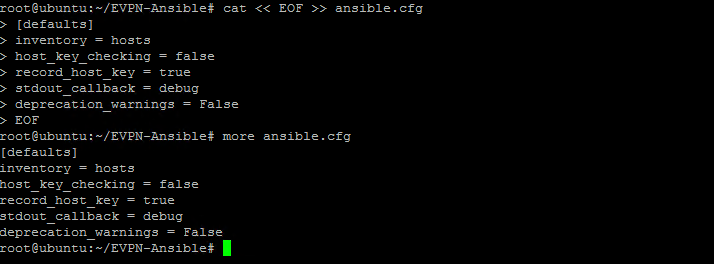 root@ubuntu:~/EVPN-Ansible# cat << EOF >> ansible.cfg
> [defaults]
> inventory = hosts
> host_key_checking = false
> record_host_key = true
> stdout_callback = debug
> deprecation_warnings = False
> EOF
root@ubuntu:~/EVPN-Ansible# more ansible.cfg
[defaults]
inventory = hosts
host_key_checking = false
record_host_key = true
stdout_callback = debug
deprecation_warnings = False
root@ubuntu:~/EVPN-Ansible#